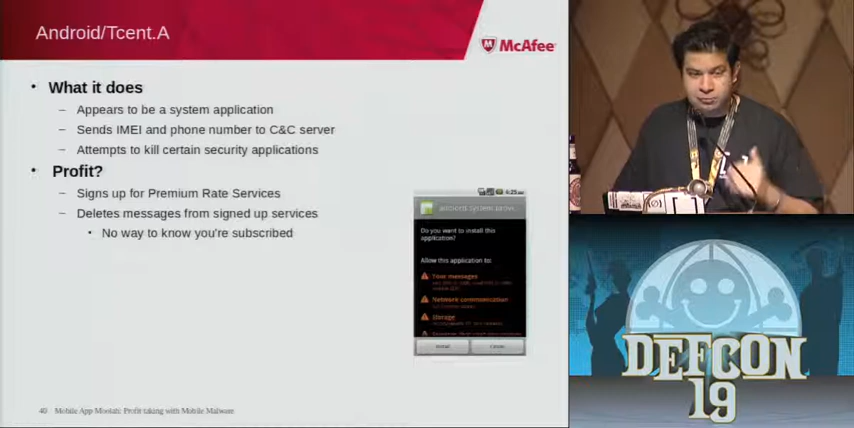 Android/Tcent.A
McAfee
• What it does
– Appears to be a system application
– Sends IMEI and phone number to C&C server
– Attempts to kill certain security applications
• Profit?
– Signs up for Premium Rate Services
– Deletes messages from signed up services
• No way to know you're subscribed
Do you want to install this
application?
Allow this application to:
Your messages
Network communication
Storage
Install
Cancel
40 Mobile App Moolah: Profit taking with Mobile Malware
DEFCON
19